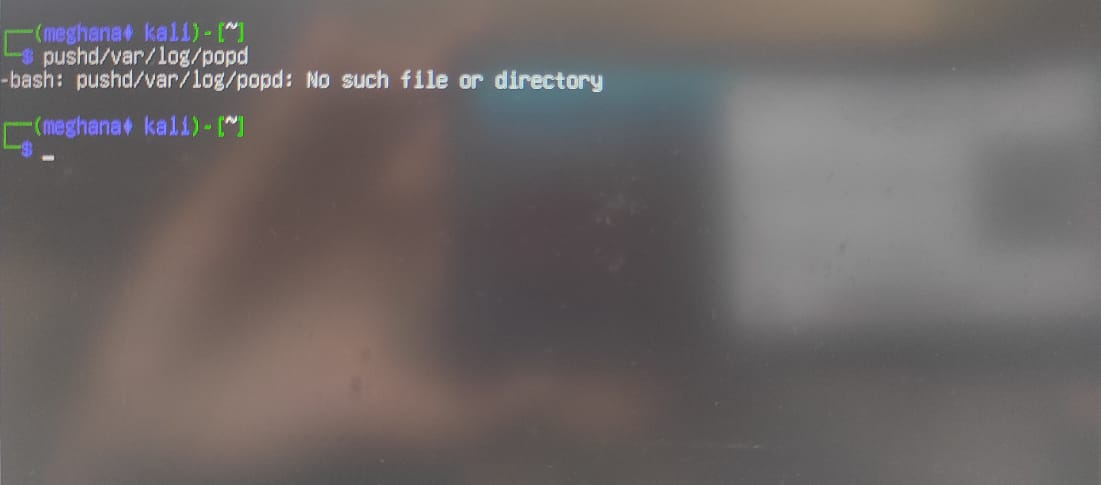 ┌──(meghana♦ kali)-[~]
└─$ pushd/var/log/popd
-bash: pushd/var/log/popd: No such file or directory
┌──(meghana♦ kali)-[~]
└─$ _